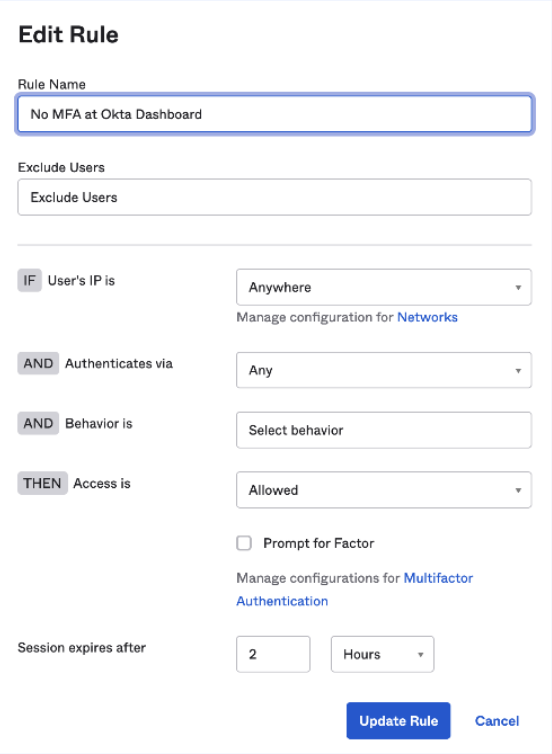 Edit Rule
Rule Name
No MFA at Okta Dashboard
Exclude Users
Exclude Users
IF User's IP is
Anywhere
Manage configuration for Networks
AND Authenticates via
Any
AND Behavior is
Select behavior
THEN Access is
Allowed
Prompt for Factor
Manage configurations for Multifactor
Authentication
Session expires after
2
Hours
Update Rule
Cancel